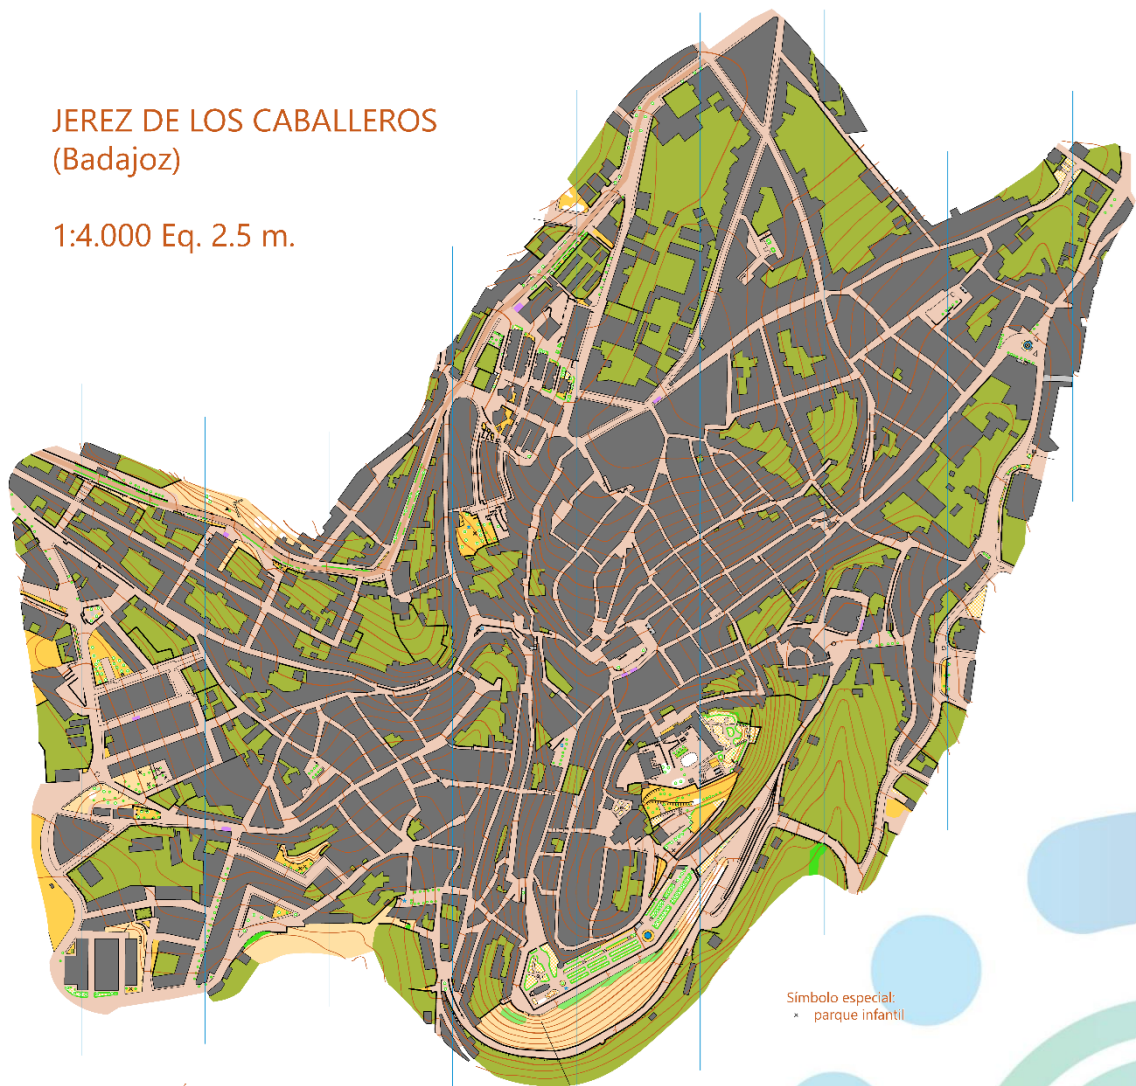 JEREZ DE LOS CABALLEROS
(Badajoz)
1:4.000 Eq. 2.5 m.
Símbolo especial:
× parque infantil